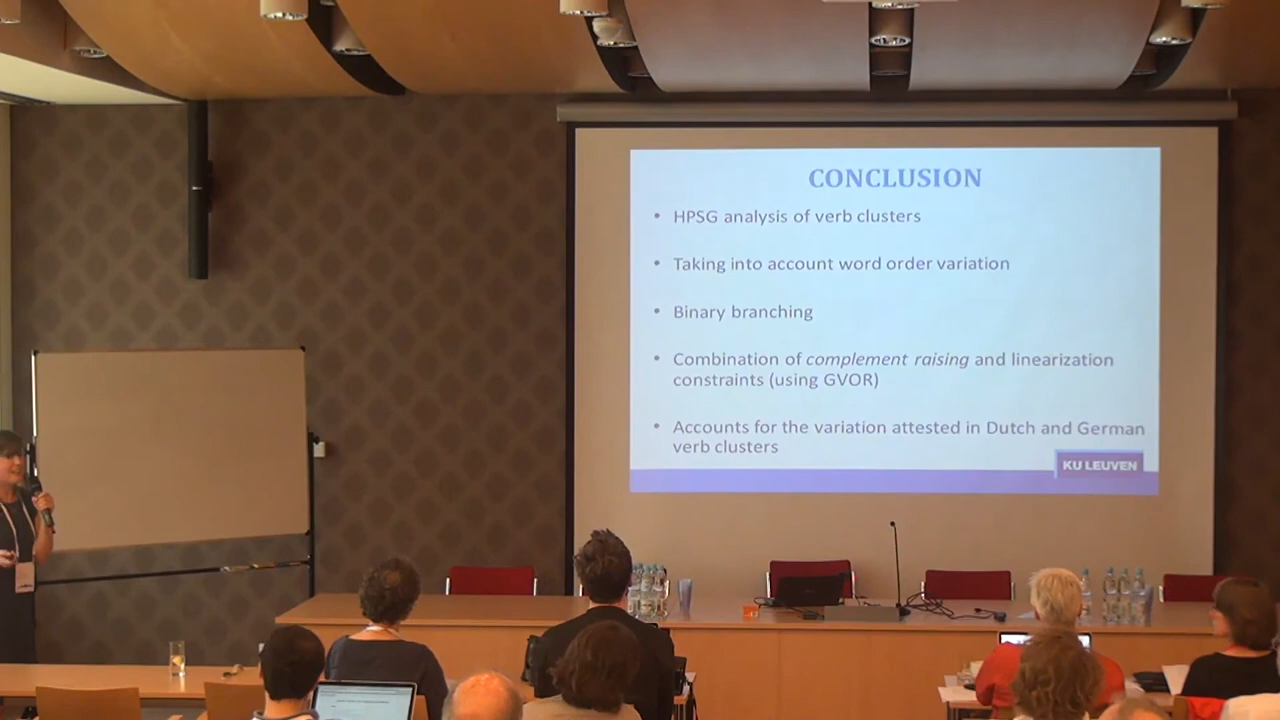 CONCLUSION
• HPSG analysis of verb clusters
• Taking into account word order variation
• Binary branching
• Combination of complement raising and linearization
constraints (using GVOR)
• Accounts for the variation attested in Dutch and German
verb clusters
KU LEUVEN